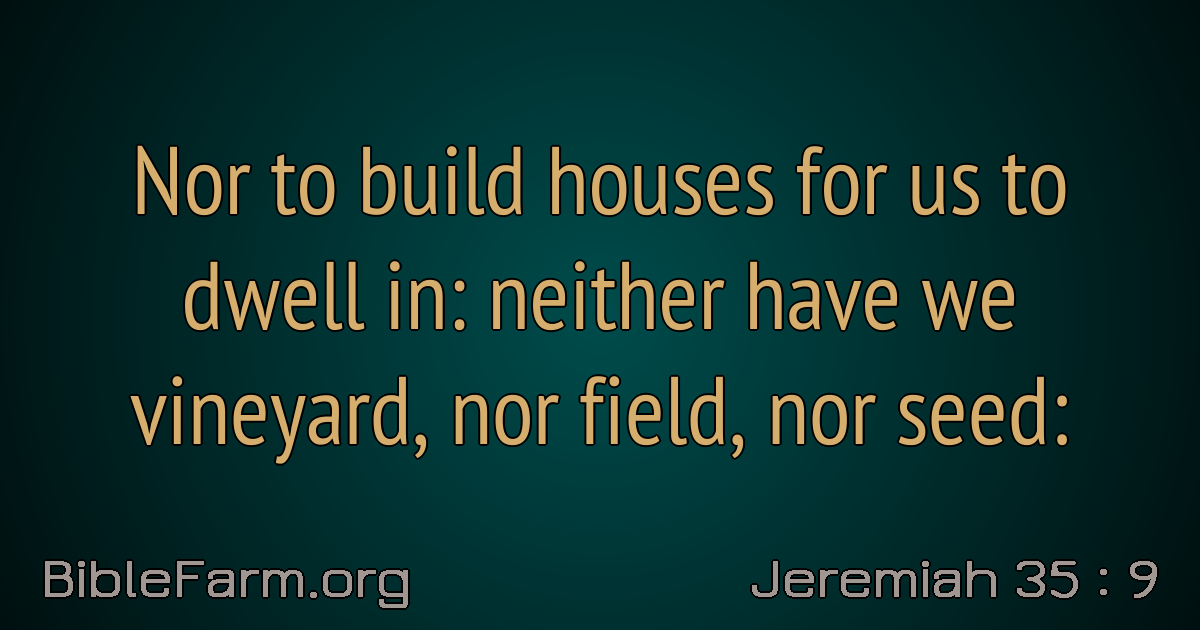 Nor to build houses for us to
dwell in: neither have we
vineyard, nor field, nor seed:
BibleFarm.org
Jeremiah 35 : 9